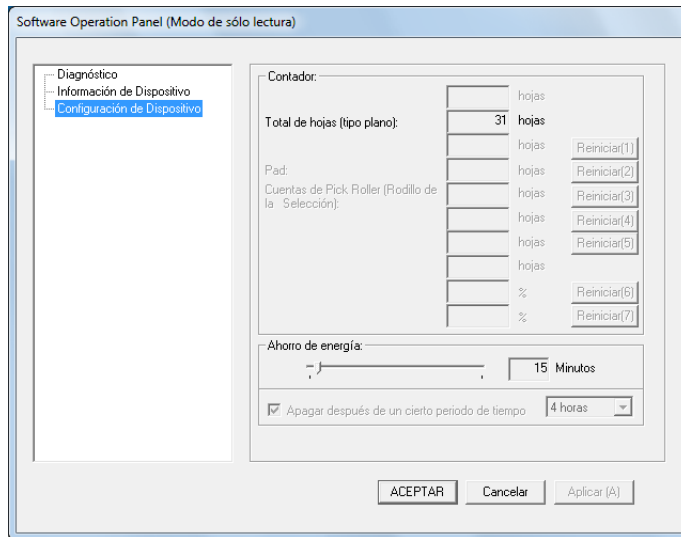 Software Operation Panel (Modo de sólo lectura)
Diagnóstico
Información de Dispositivo
Configuración de Dispositivo
Contador:
hojas
Total de hojas (tipo plano): 31 hojas
hojas Reiniciar(1)
Pad: hojas Reiniciar(2)
Cuentas de Pick Roller (Rodillo de hojas Reiniciar(3)
la Selección):
hojas Reiniciar(4)
hojas Reiniciar(5)
hojas
% Reiniciar(6)
% Reiniciar(7)
Ahorro de energía:
15 Minutos
Apagar después de un cierto periodo de tiempo 4 horas
ACEPTAR Cancelar Aplicar (A)